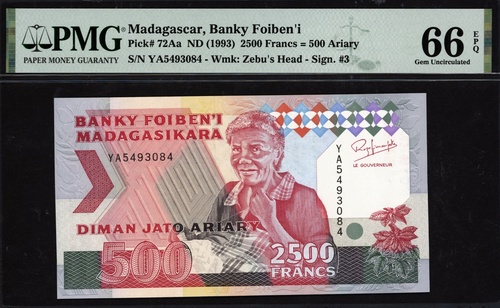 PMG
PAPER MONEY GUARANTY
Madagascar, Banky Foiben'i
Pick# 72Aa ND (1993) 2500 Francs = 500 Ariary
S/N YA5493084 - Wmk: Zebu's Head - Sign. #3
66 EPQ
Gem Uncirculated
BANKY FOIBEN'I
MADAGASIKARA
YA5493084
LE GOUVERNEUR
YA5493084
DIMAN JATO ARIARY
500
2500
FRANCS